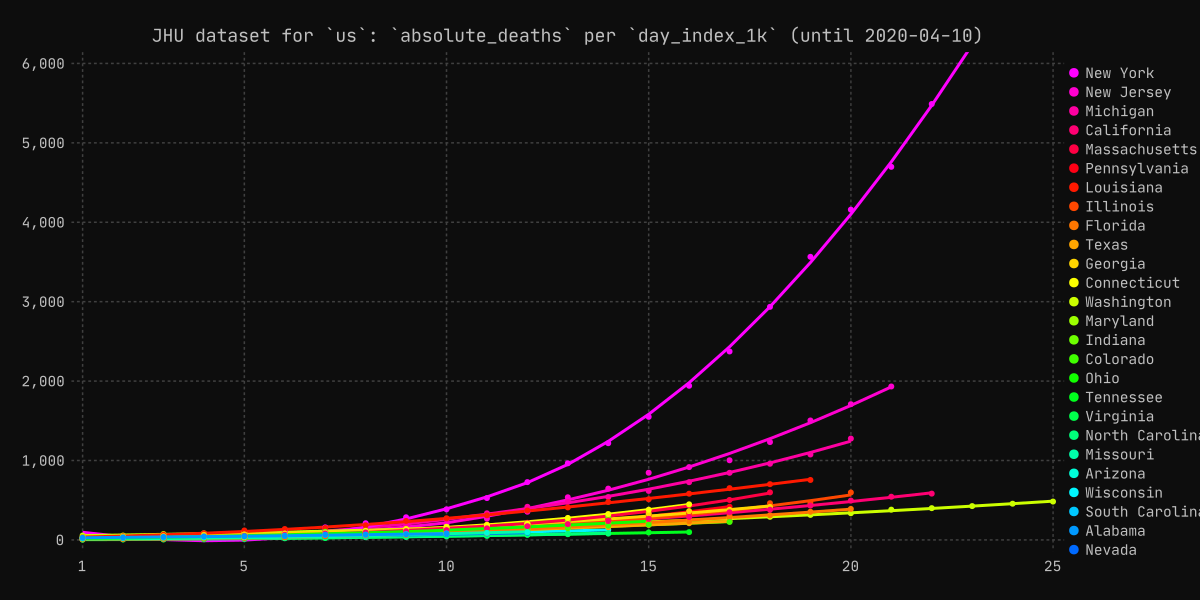 JHU dataset for `us`: `absolute_deaths` per `day_index_1k` (until 2020-04-10)
6,000
5,000
4,000
3,000
2,000
1,000
0
1 5 10 15 20 25
New York
New Jersey
Michigan
California
Massachusetts
Pennsylvania
Louisiana
Illinois
Florida
Texas
Georgia
Connecticut
Washington
Maryland
Indiana
Colorado
Ohio
Tennessee
Virginia
North Carolina
Missouri
Arizona
Wisconsin
South Carolina
Alabama
Nevada